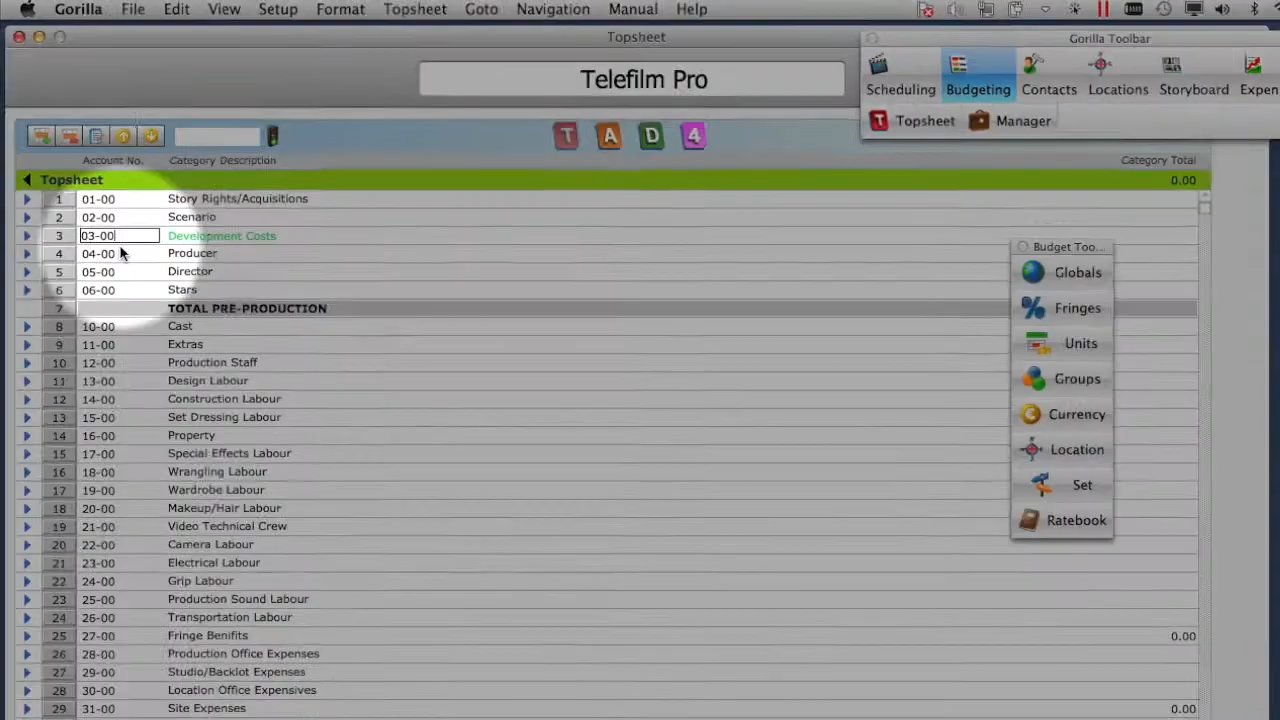 Gorilla File Edit View Setup Format Topsheet Goto Navigation Manual Help
Topsheet
Gorilla Toolbar
Telefilm Pro
Scheduling Budgeting Contacts Locations Storyboard Expen
T Topsheet Manager
T A D 4
Account No. Category Description Category Total
Topsheet 0.00
1 01-00 Story Rights/Acquisitions
2 02-00 Scenario
3 03-00 Development Costs
4 04-00 Producer
5 05-00 Director
6 06-00 Stars
7 TOTAL PRE-PRODUCTION
8 10-00 Cast
9 11-00 Extras
10 12-00 Production Staff
11 13-00 Design Labour
12 14-00 Construction Labour
13 15-00 Set Dressing Labour
14 16-00 Property
15 17-00 Special Effects Labour
16 18-00 Wrangling Labour
17 19-00 Wardrobe Labour
18 20-00 Makeup/Hair Labour
19 21-00 Video Technical Crew
20 22-00 Camera Labour
21 23-00 Electrical Labour
22 24-00 Grip Labour
23 25-00 Production Sound Labour
24 26-00 Transportation Labour
25 27-00 Fringe Benifits 0.00
26 28-00 Production Office Expenses
27 29-00 Studio/Backlot Expenses
28 30-00 Location Office Expensives
29 31-00 Site Expenses 0.00
Budget Too...
Globals
Fringes
Units
Groups
Currency
Location
Set
Ratebook